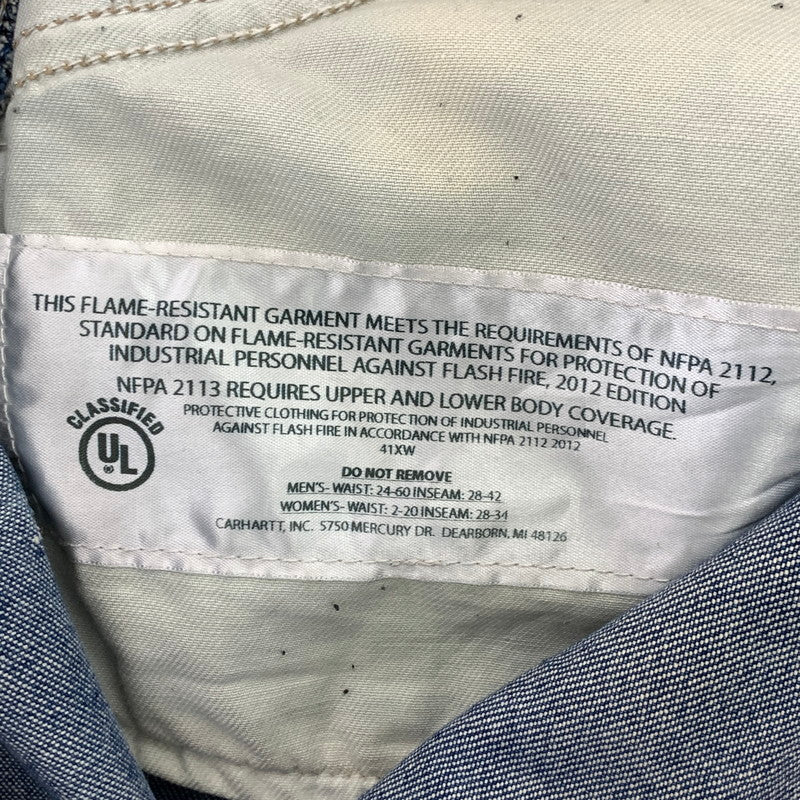 THIS FLAME-RESISTANT GARMENT MEETS THE REQUIREMENTS OF NFPA 2112,
STANDARD ON FLAME-RESISTANT GARMENTS FOR PROTECTION OF
INDUSTRIAL PERSONNEL AGAINST FLASH FIRE, 2012 EDITION
NFPA 2113 REQUIRES UPPER AND LOWER BODY COVERAGE.
CLASSIFIED
UL
®
PROTECTIVE CLOTHING FOR PROTECTION OF INDUSTRIAL PERSONNEL
AGAINST FLASH FIRE IN ACCORDANCE WITH NFPA 2112 2012
41XW
DO NOT REMOVE
MEN'S- WAIST: 24-60 INSEAM: 28-42
WOMEN'S- WAIST: 2-20 INSEAM: 28-34
CARHARTT, INC. 5750 MERCURY DR. DEARBORN, MI 48126